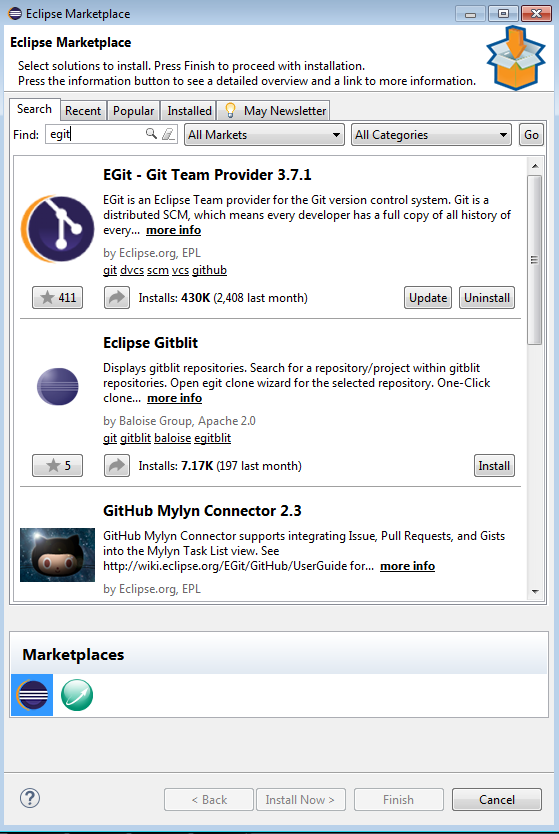 Eclipse Marketplace
Eclipse Marketplace
Select solutions to install. Press Finish to proceed with installation.
Press the information button to see a detailed overview and a link to more information.
Search Recent Popular Installed May Newsletter
Find: egit All Markets All Categories Go
EGit - Git Team Provider 3.7.1
EGit is an Eclipse Team provider for the Git version control system. Git is a
distributed SCM, which means every developer has a full copy of all history of
every... more info
by Eclipse.org, EPL
git dvcs scm vcs github
411 Installs: 430K (2,408 last month) Update Uninstall
Eclipse Gitblit
Displays gitblit repositories. Search for a repository/project within gitblit
repositories. Open egit clone wizard for the selected repository. One-Click
clone... more info
by Baloise Group, Apache 2.0
git gitblit baloise egitblit
5 Installs: 7.17K (197 last month) Install
GitHub Mylyn Connector 2.3
GitHub Mylyn Connector supports integrating Issue, Pull Requests, and Gists
into the Mylyn Task List view. See
http://wiki.eclipse.org/EGit/GitHub/UserGuide for... more info
by Eclipse.org, EPL
Marketplaces
? < Back Install Now > Finish Cancel